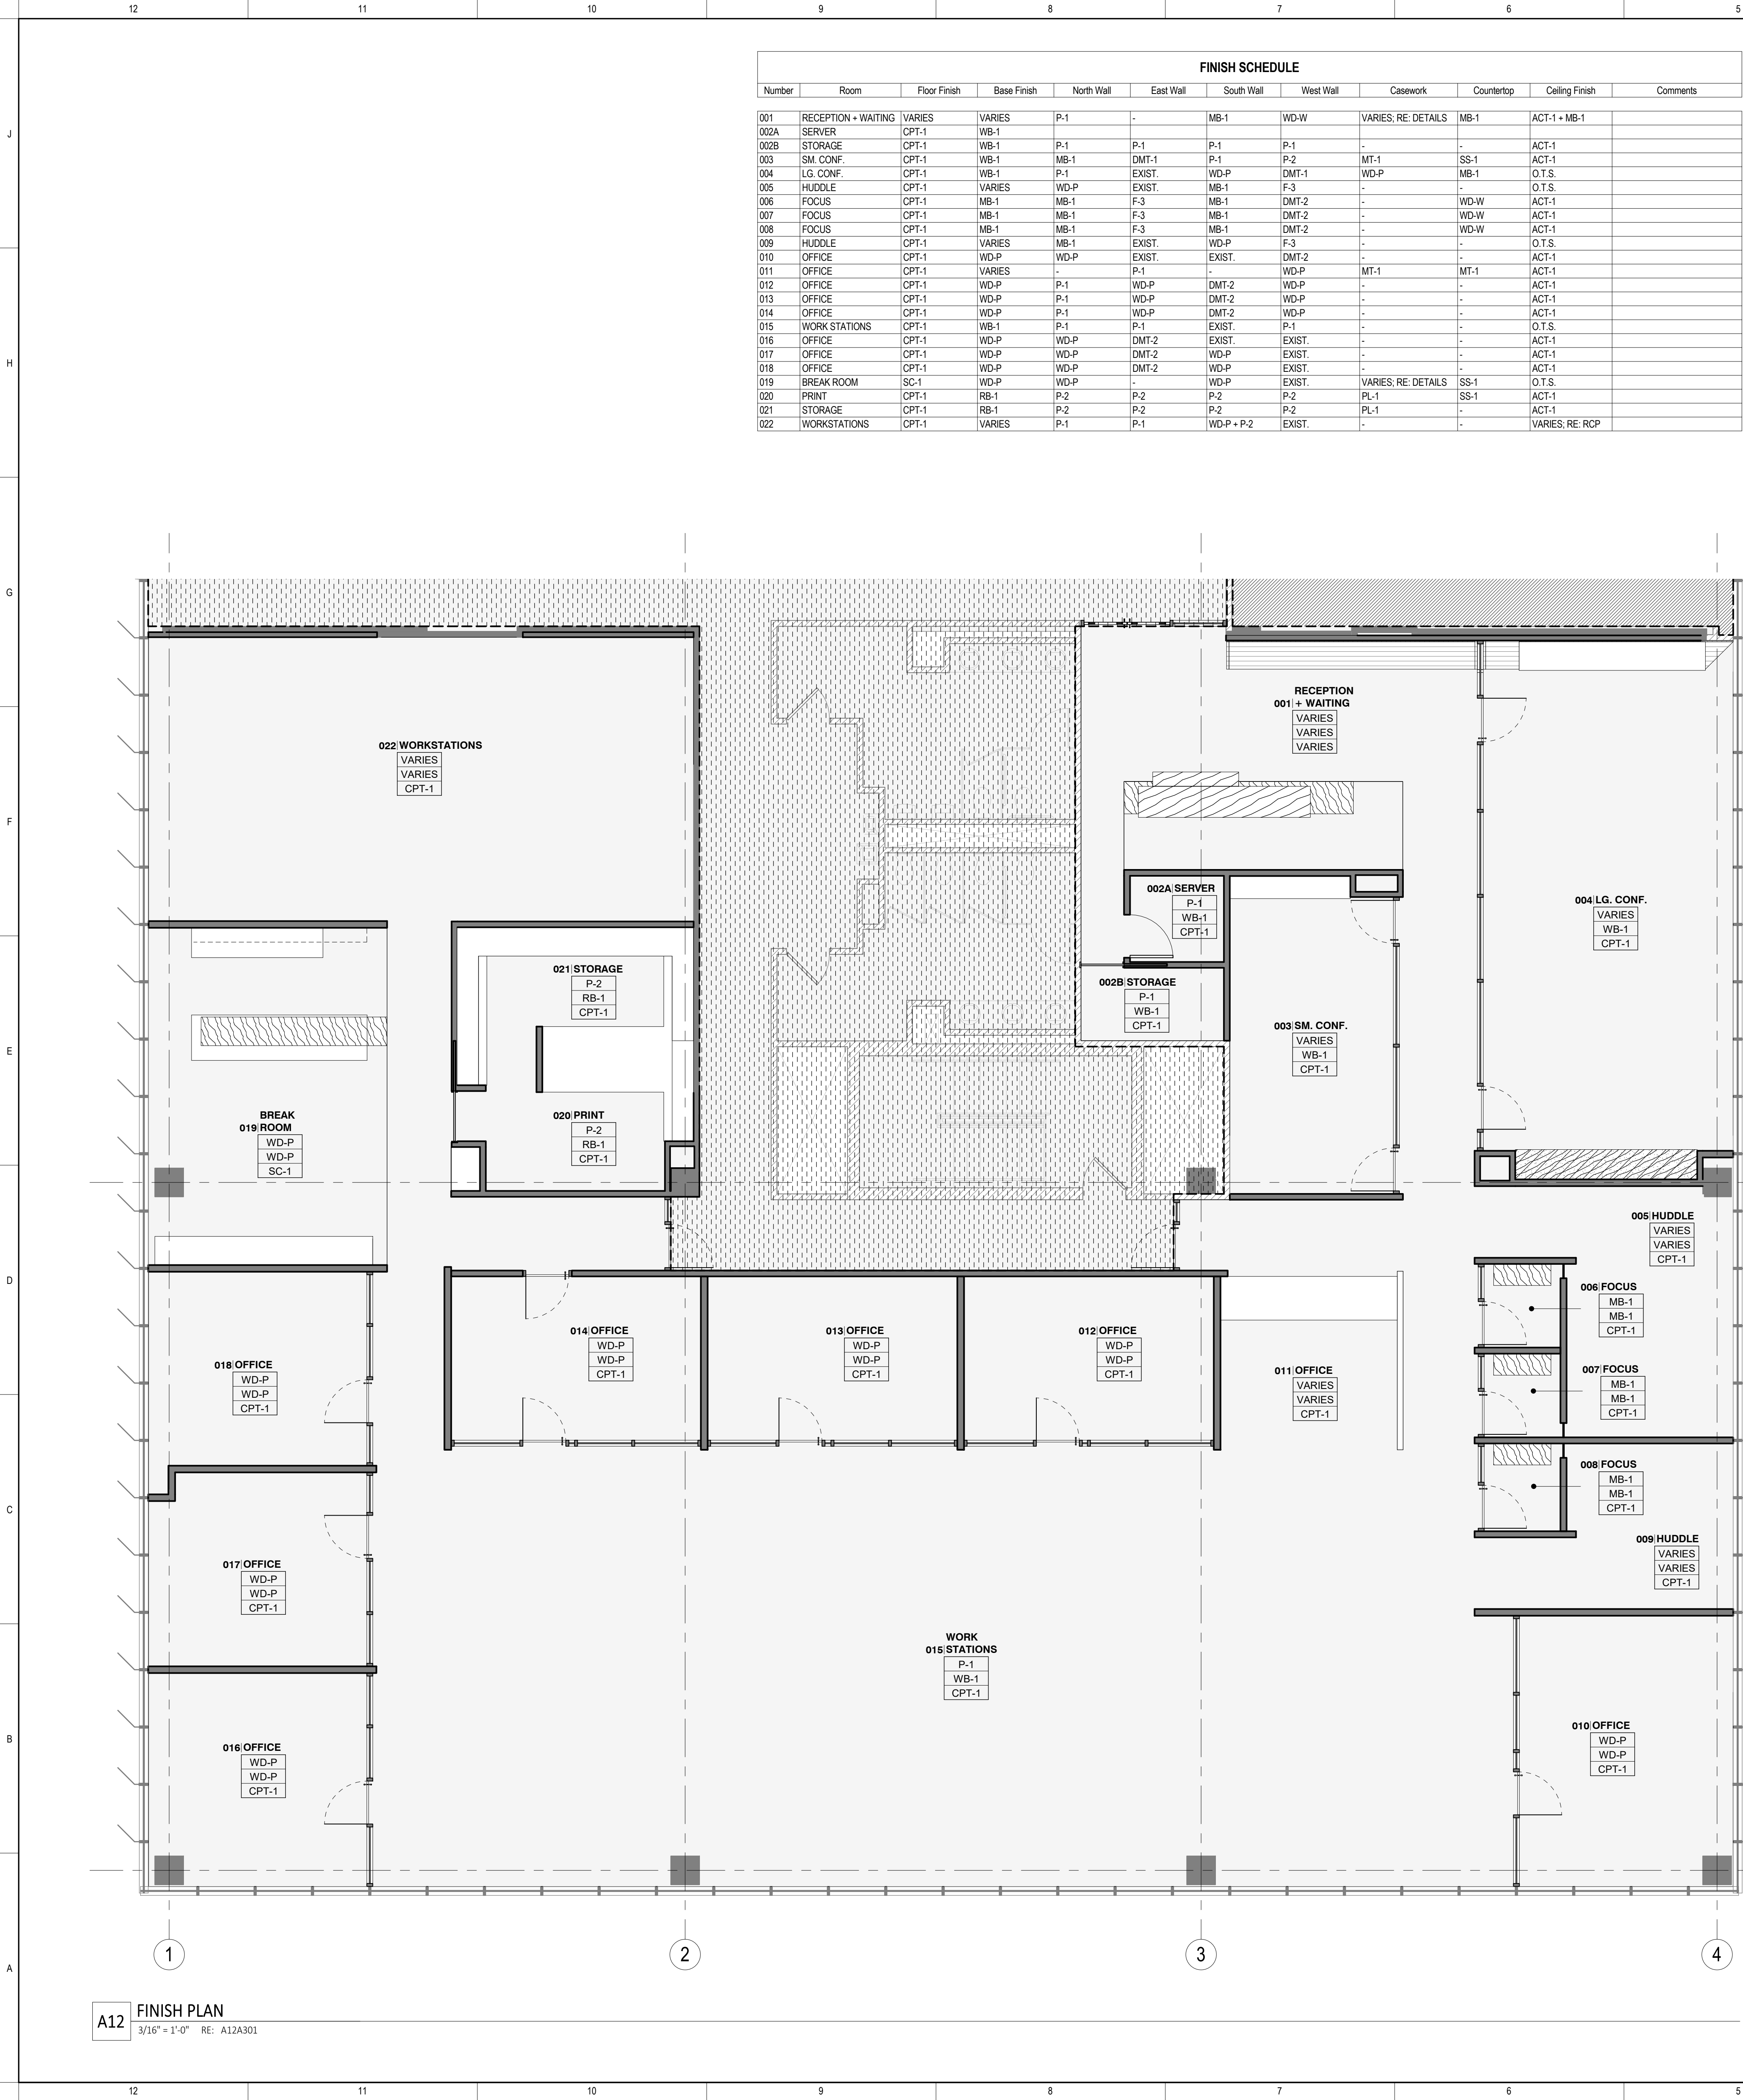 12 11 10 9 8 7 6 5
FINISH SCHEDULE
Number Room Floor Finish Base Finish North Wall East Wall South Wall West Wall Casework Countertop Ceiling Finish Comments
001 RECEPTION + WAITING VARIES VARIES P-1 - MB-1 WD-W VARIES; RE: DETAILS MB-1 ACT-1 + MB-1
002A SERVER CPT-1 WB-1
002B STORAGE CPT-1 WB-1 P-1 P-1 P-1 P-1 - - ACT-1
003 SM. CONF. CPT-1 WB-1 MB-1 DMT-1 P-1 P-2 MT-1 SS-1 ACT-1
004 LG. CONF. CPT-1 WB-1 P-1 EXIST. WD-P DMT-1 WD-P MB-1 O.T.S.
005 HUDDLE CPT-1 VARIES WD-P EXIST. MB-1 F-3 - - O.T.S.
006 FOCUS CPT-1 MB-1 MB-1 F-3 MB-1 DMT-2 - WD-W ACT-1
007 FOCUS CPT-1 MB-1 MB-1 F-3 MB-1 DMT-2 - WD-W ACT-1
008 FOCUS CPT-1 MB-1 MB-1 F-3 MB-1 DMT-2 - WD-W ACT-1
009 HUDDLE CPT-1 VARIES MB-1 EXIST. WD-P F-3 - - O.T.S.
010 OFFICE CPT-1 WD-P WD-P EXIST. EXIST. DMT-2 - - ACT-1
011 OFFICE CPT-1 VARIES - P-1 - WD-P MT-1 MT-1 ACT-1
012 OFFICE CPT-1 WD-P P-1 WD-P DMT-2 WD-P - - ACT-1
013 OFFICE CPT-1 WD-P P-1 WD-P DMT-2 WD-P - - ACT-1
014 OFFICE CPT-1 WD-P P-1 WD-P DMT-2 WD-P - - ACT-1
015 WORK STATIONS CPT-1 WB-1 P-1 P-1 EXIST. P-1 - - O.T.S.
016 OFFICE CPT-1 WD-P WD-P DMT-2 EXIST. EXIST. - - ACT-1
017 OFFICE CPT-1 WD-P WD-P DMT-2 WD-P EXIST. - - ACT-1
018 OFFICE CPT-1 WD-P WD-P DMT-2 WD-P EXIST. - - ACT-1
019 BREAK ROOM SC-1 WD-P WD-P - WD-P EXIST. VARIES; RE: DETAILS SS-1 O.T.S.
020 PRINT CPT-1 RB-1 P-2 P-2 P-2 P-2 PL-1 SS-1 ACT-1
021 STORAGE CPT-1 RB-1 P-2 P-2 P-2 P-2 PL-1 - ACT-1
022 WORKSTATIONS CPT-1 VARIES P-1 P-1 WD-P + P-2 EXIST. - - VARIES; RE: RCP
J
H
G
F
E
D
C
B
A
RECEPTION
001 + WAITING
VARIES
VARIES
VARIES
022 WORKSTATIONS
VARIES
VARIES
CPT-1
002A SERVER
P-1
WB-1
CPT-1
004 LG. CONF.
VARIES
WB-1
CPT-1
021 STORAGE
P-2
RB-1
CPT-1
002B STORAGE
P-1
WB-1
CPT-1
003 SM. CONF.
VARIES
WB-1
CPT-1
BREAK
019 ROOM
WD-P
WD-P
SC-1
020 PRINT
P-2
RB-1
CPT-1
005 HUDDLE
VARIES
VARIES
CPT-1
006 FOCUS
MB-1
MB-1
CPT-1
014 OFFICE
WD-P
WD-P
CPT-1
013 OFFICE
WD-P
WD-P
CPT-1
012 OFFICE
WD-P
WD-P
CPT-1
018 OFFICE
WD-P
WD-P
CPT-1
011 OFFICE
VARIES
VARIES
CPT-1
007 FOCUS
MB-1
MB-1
CPT-1
008 FOCUS
MB-1
MB-1
CPT-1
009 HUDDLE
VARIES
VARIES
CPT-1
017 OFFICE
WD-P
WD-P
CPT-1
WORK
015 STATIONS
P-1
WB-1
CPT-1
010 OFFICE
WD-P
WD-P
CPT-1
016 OFFICE
WD-P
WD-P
CPT-1
1 2 3 4
A12 FINISH PLAN
3/16" = 1'-0" RE: A12A301
12 11 10 9 8 7 6 5